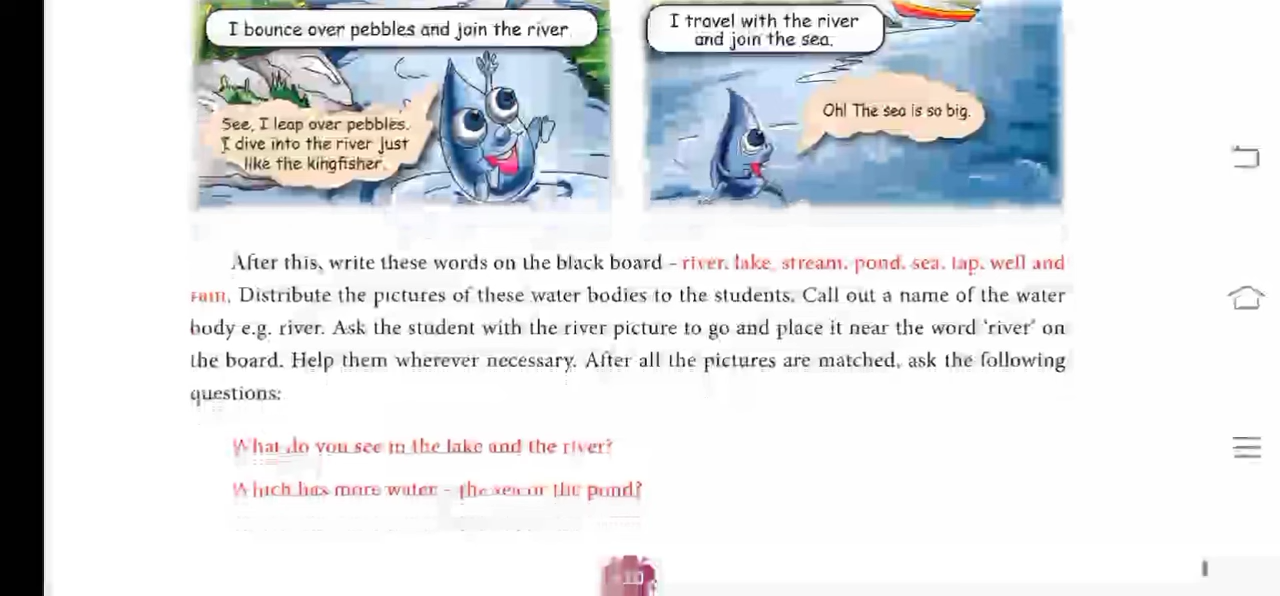 I bounce over pebbles and join the river.
See, I leap over pebbles.
I dive into the river just
like the kingfisher.
I travel with the river
and join the sea.
Oh! The sea is so big.
After this, write these words on the black board – river, lake, stream, pond, sea, tap, well and
rain. Distribute the pictures of these water bodies to the students. Call out a name of the water
body e.g. river. Ask the student with the river picture to go and place it near the word ‘river’ on
the board. Help them wherever necessary. After all the pictures are matched, ask the following
questions:
What do you see in the lake and the river?
Which has more water – the sea or the pond?
10